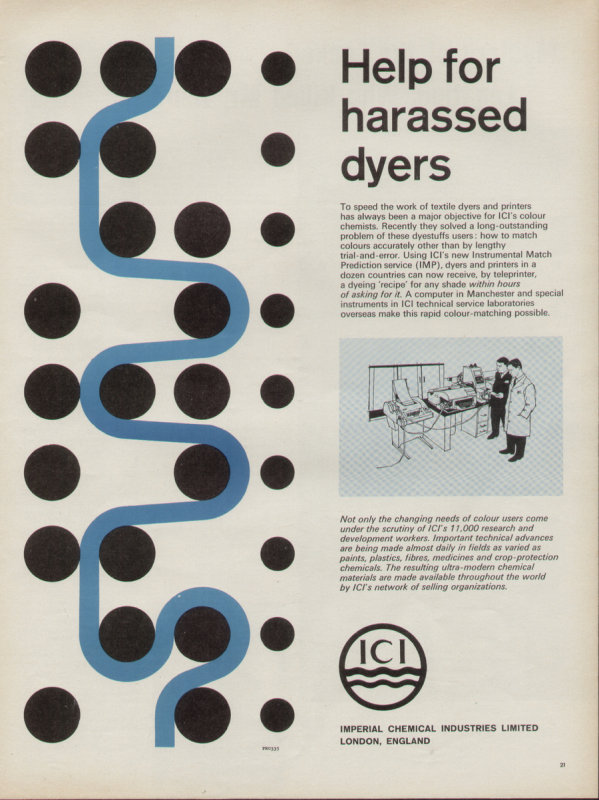 Help for
harassed
dyers
To speed the work of textile dyers and printers
has always been a major objective for ICI's colour
chemists. Recently they solved a long-outstanding
problem of these dyestuffs users: how to match
colours accurately other than by lengthy
trial-and-error. Using ICI's new Instrumental Match
Prediction service (IMP), dyers and printers in a
dozen countries can now receive, by teleprinter,
a dyeing 'recipe' for any shade within hours
of asking for it. A computer in Manchester and special
instruments in ICI technical service laboratories
overseas make this rapid colour-matching possible.
Not only the changing needs of colour users come
under the scrutiny of ICI's 11,000 research and
development workers. Important technical advances
are being made almost daily in fields as varied as
paints, plastics, fibres, medicines and crop-protection
chemicals. The resulting ultra-modern chemical
materials are made available throughout the world
by ICI's network of selling organizations.
ICI
IMPERIAL CHEMICAL INDUSTRIES LIMITED
LONDON, ENGLAND
PRO335
21